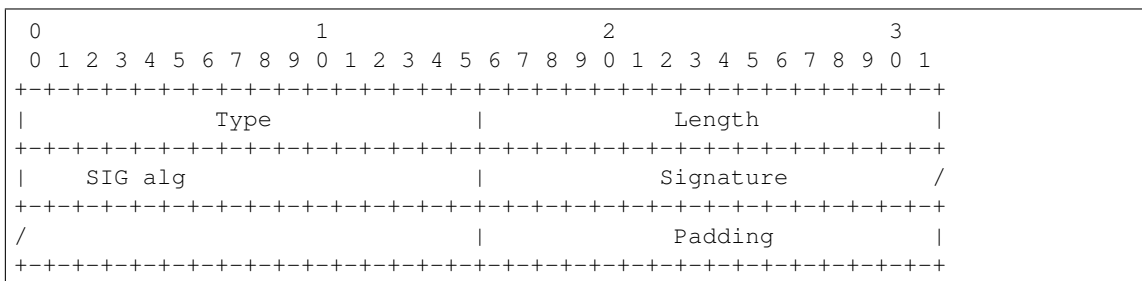 0                   1                   2                   3
 0 1 2 3 4 5 6 7 8 9 0 1 2 3 4 5 6 7 8 9 0 1 2 3 4 5 6 7 8 9 0 1
+-+-+-+-+-+-+-+-+-+-+-+-+-+-+-+-+-+-+-+-+-+-+-+-+-+-+-+-+-+-+-+-+
|             Type              |             Length            |
+-+-+-+-+-+-+-+-+-+-+-+-+-+-+-+-+-+-+-+-+-+-+-+-+-+-+-+-+-+-+-+-+
|    SIG alg                    |            Signature          /
+-+-+-+-+-+-+-+-+-+-+-+-+-+-+-+-+-+-+-+-+-+-+-+-+-+-+-+-+-+-+-+-+
/                               |             Padding           |
+-+-+-+-+-+-+-+-+-+-+-+-+-+-+-+-+-+-+-+-+-+-+-+-+-+-+-+-+-+-+-+-+